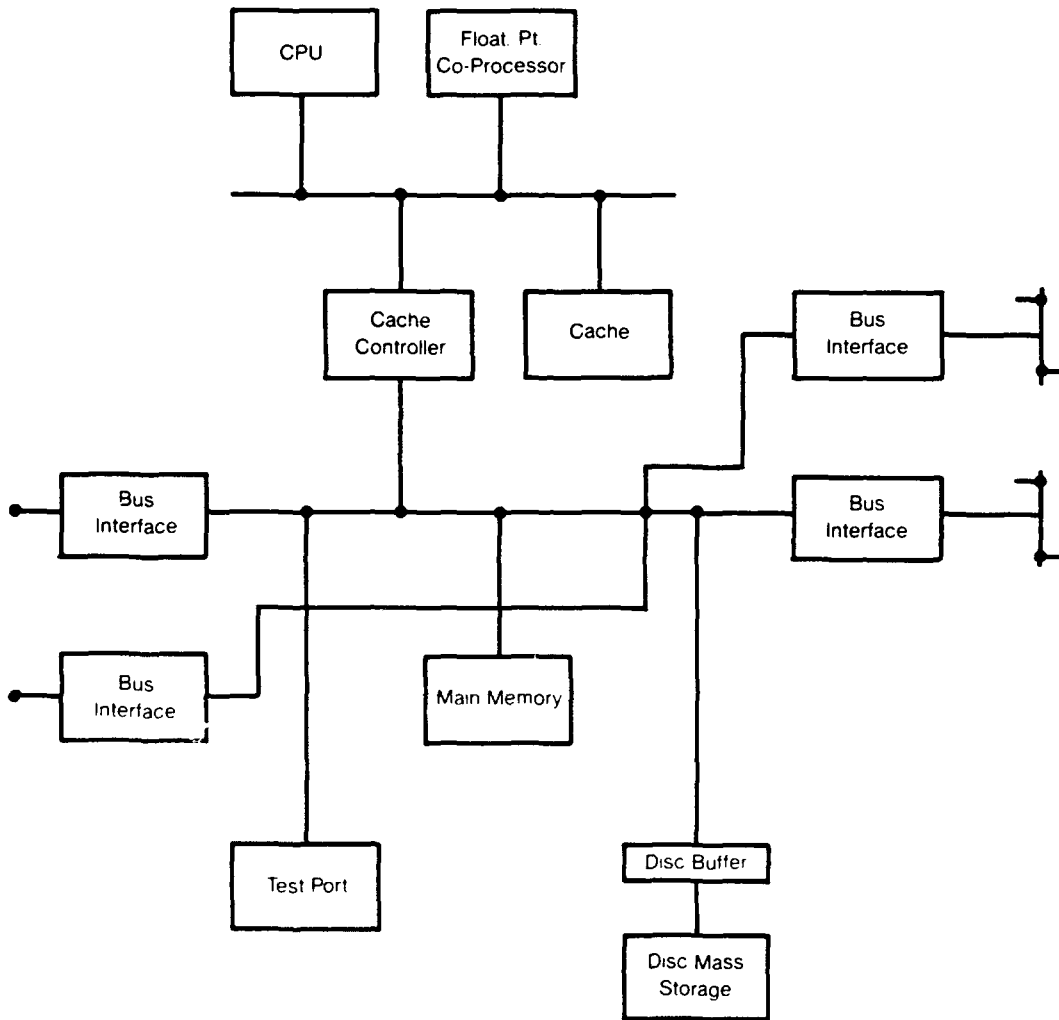 CPU
Float. Pt.
Co-Processor
Cache
Controller
Cache
Bus
Interface
Bus
Interface
Bus
Interface
Bus
Interface
Main Memory
Test Port
Disc Buffer
Disc Mass
Storage